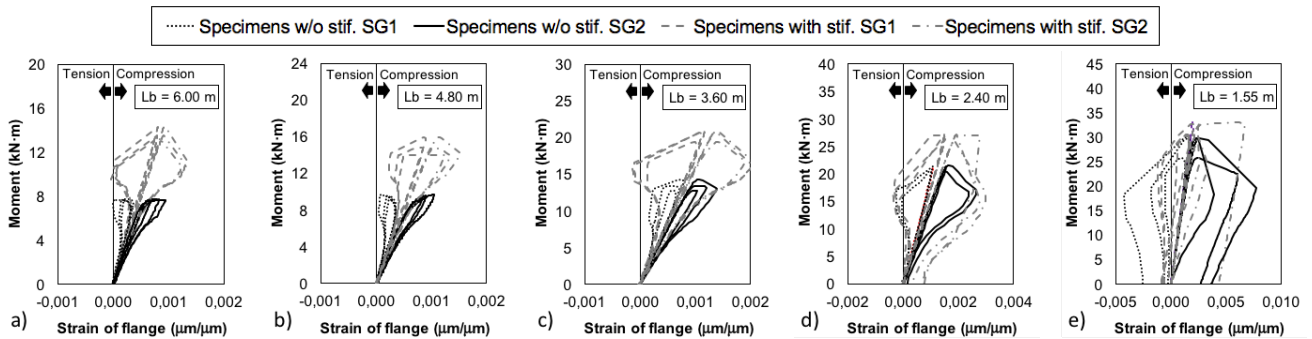 Specimens w/o stif. SG1 Specimens w/o stif. SG2 Specimens with stif. SG1 Specimens with stif. SG2
Moment (kN·m)
20
16
12
8
4
0
Tension Compression
Lb = 6.00 m
-0,001 0,000 0,001 0,002
Strain of flange (μm/μm)
a)
Moment (kN·m)
24
20
16
12
8
4
0
Tension Compression
Lb = 4.80 m
-0,001 0,000 0,001 0,002
Strain of flange (μm/μm)
b)
Moment (kN·m)
30
25
20
15
10
5
0
Tension Compression
Lb = 3.60 m
-0,001 0,000 0,001 0,002
Strain of flange (μm/μm)
c)
Moment (kN·m)
40
35
30
25
20
15
10
5
0
Tension Compression
Lb = 2.40 m
-0,002 0,000 0,002 0,004
Strain of flange (μm/μm)
d)
Moment (kN·m)
45
40
35
30
25
20
15
10
5
0
Tension Compression
Lb = 1.55 m
-0,005 0,000 0,005 0,010
Strain of flange (μm/μm)
e)